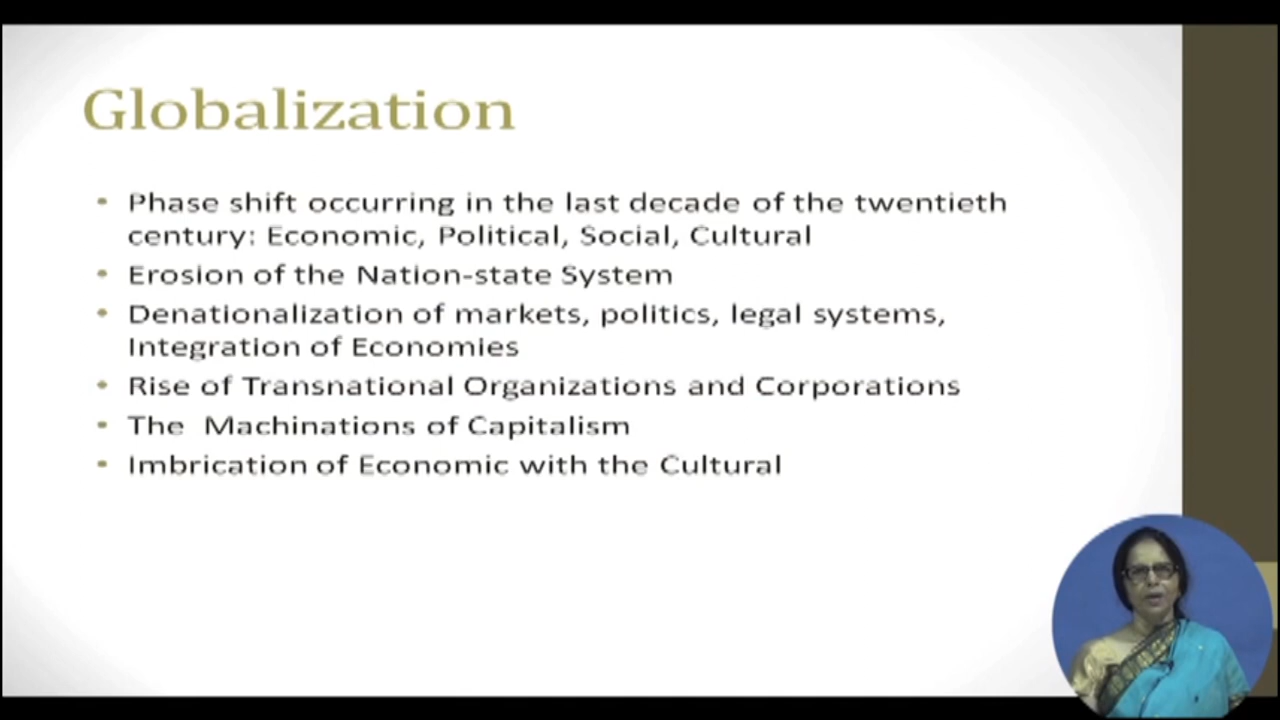 Globalization
• Phase shift occurring in the last decade of the twentieth
century: Economic, Political, Social, Cultural
• Erosion of the Nation-state System
• Denationalization of markets, politics, legal systems,
Integration of Economies
• Rise of Transnational Organizations and Corporations
• The  Machinations of Capitalism
• Imbrication of Economic with the Cultural